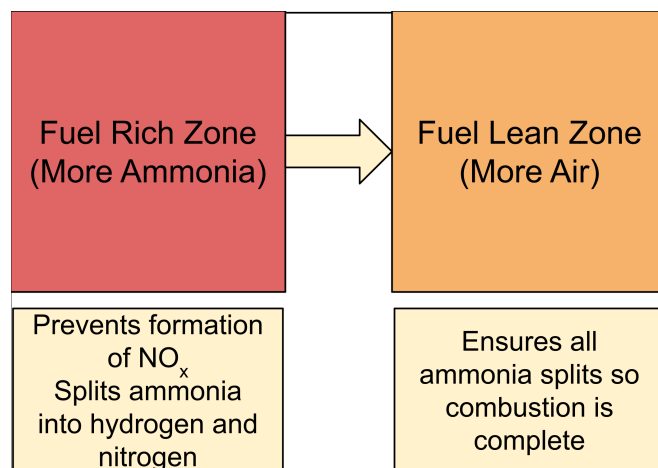 Fuel Rich Zone
(More Ammonia)
Fuel Lean Zone
(More Air)
Prevents formation
of NOₓ
Splits ammonia
into hydrogen and
nitrogen
Ensures all
ammonia splits so
combustion is
complete